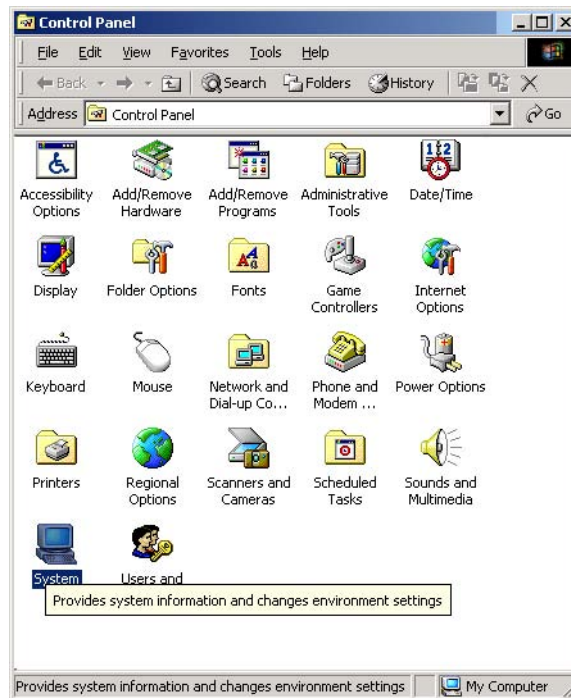 Control Panel
File Edit View Favorites Tools Help
Back Search Folders History
Address Control Panel Go
Accessibility Options
Add/Remove Hardware
Add/Remove Programs
Administrative Tools
Date/Time
Display
Folder Options
Fonts
Game Controllers
Internet Options
Keyboard
Mouse
Network and Dial-up Co...
Phone and Modem ...
Power Options
Printers
Regional Options
Scanners and Cameras
Scheduled Tasks
Sounds and Multimedia
System
Users and
Provides system information and changes environment settings
Provides system information and changes environment settings My Computer